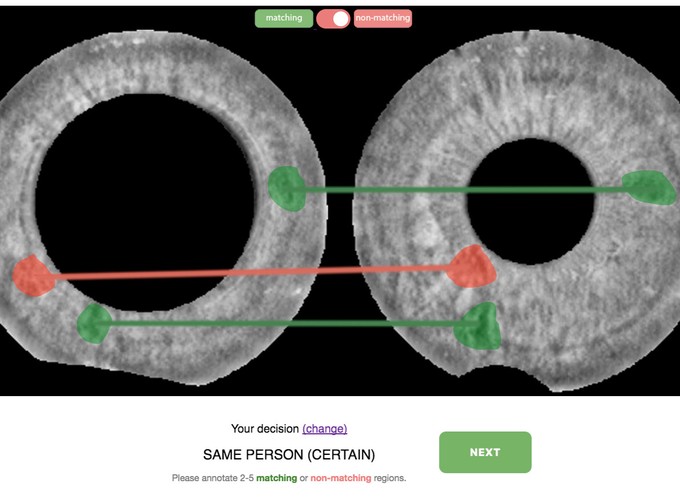 matching non-matching
Your decision (change)
SAME PERSON (CERTAIN)
NEXT
Please annotate 2-5 matching or non-matching regions.